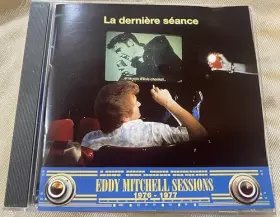 La dernière séance
EDDY MITCHELL SESSIONS
1976 - 1977